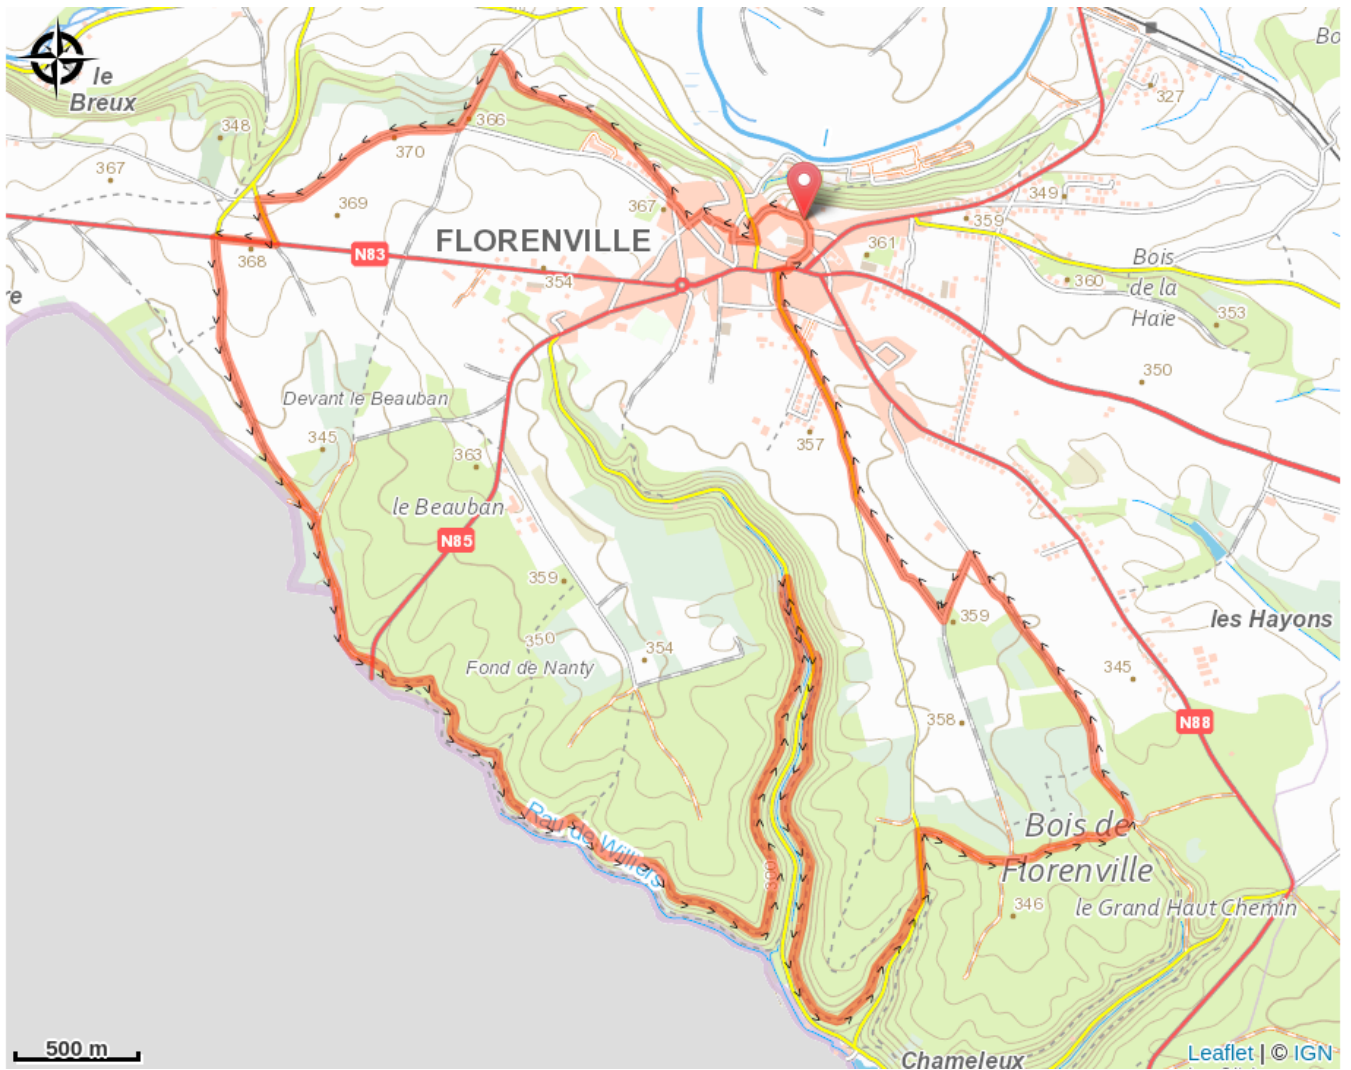 le
Breux
Bo
327
348
366
370
367
349
369
367
359
361
FLORENVILLE
N83
368
354
Bois
de la
Haie
360
353
re
350
Devant le Beauban
345
363
357
le Beauban
N85
359
350
354
Fond de Nanty
359
les Hayons
345
358
N88
Rau de Williers
300
Bois de
Florenville
346
le Grand Haut Chemin
500 m
Chameleux
Leaflet | © IGN